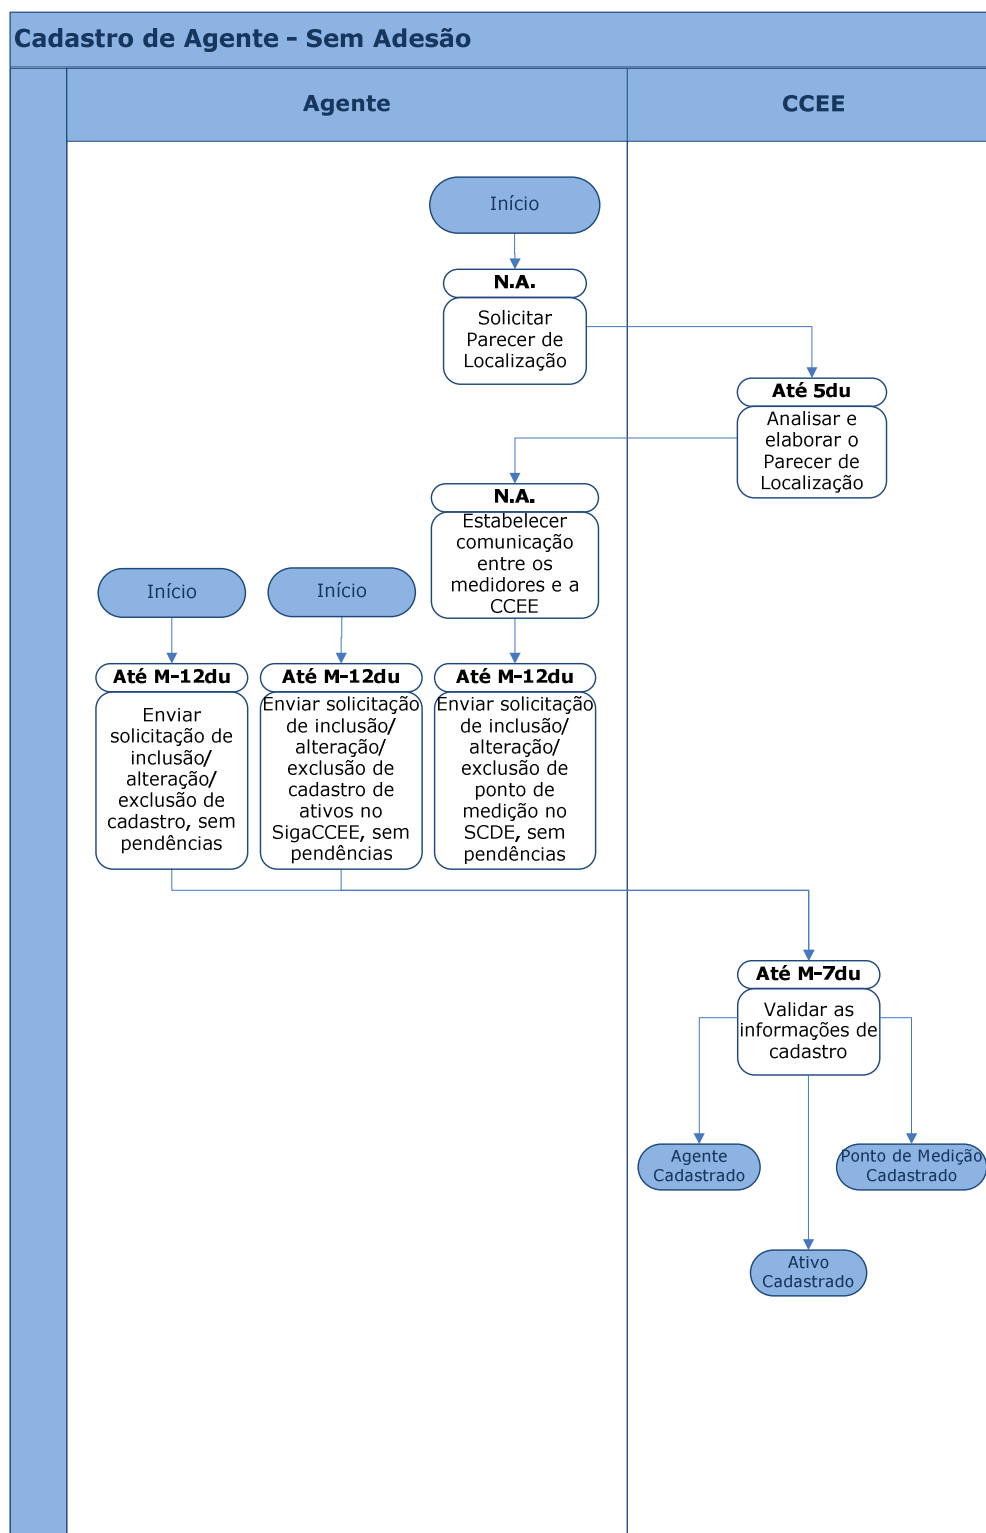 Cadastro de Agente - Sem Adesão
Agente
CCEE
Início
N.A.
Solicitar
Parecer de
Localização
Até 5du
Analisar e
elaborar o
Parecer de
Localização
N.A.
Estabelecer
comunicação
entre os
medidores e a
CCEE
Início
Início
Até M-12du
Enviar
solicitação de
inclusão/
alteração/
exclusão de
cadastro, sem
pendências
Até M-12du
Enviar solicitação
de inclusão/
alteração/
exclusão de
cadastro de
ativos no
SigaCCEE, sem
pendências
Até M-12du
Enviar solicitação
de inclusão/
alteração/
exclusão de
ponto de
medição no
SCDE, sem
pendências
Até M-7du
Validar as
informações de
cadastro
Agente
Cadastrado
Ponto de Medição
Cadastrado
Ativo
Cadastrado